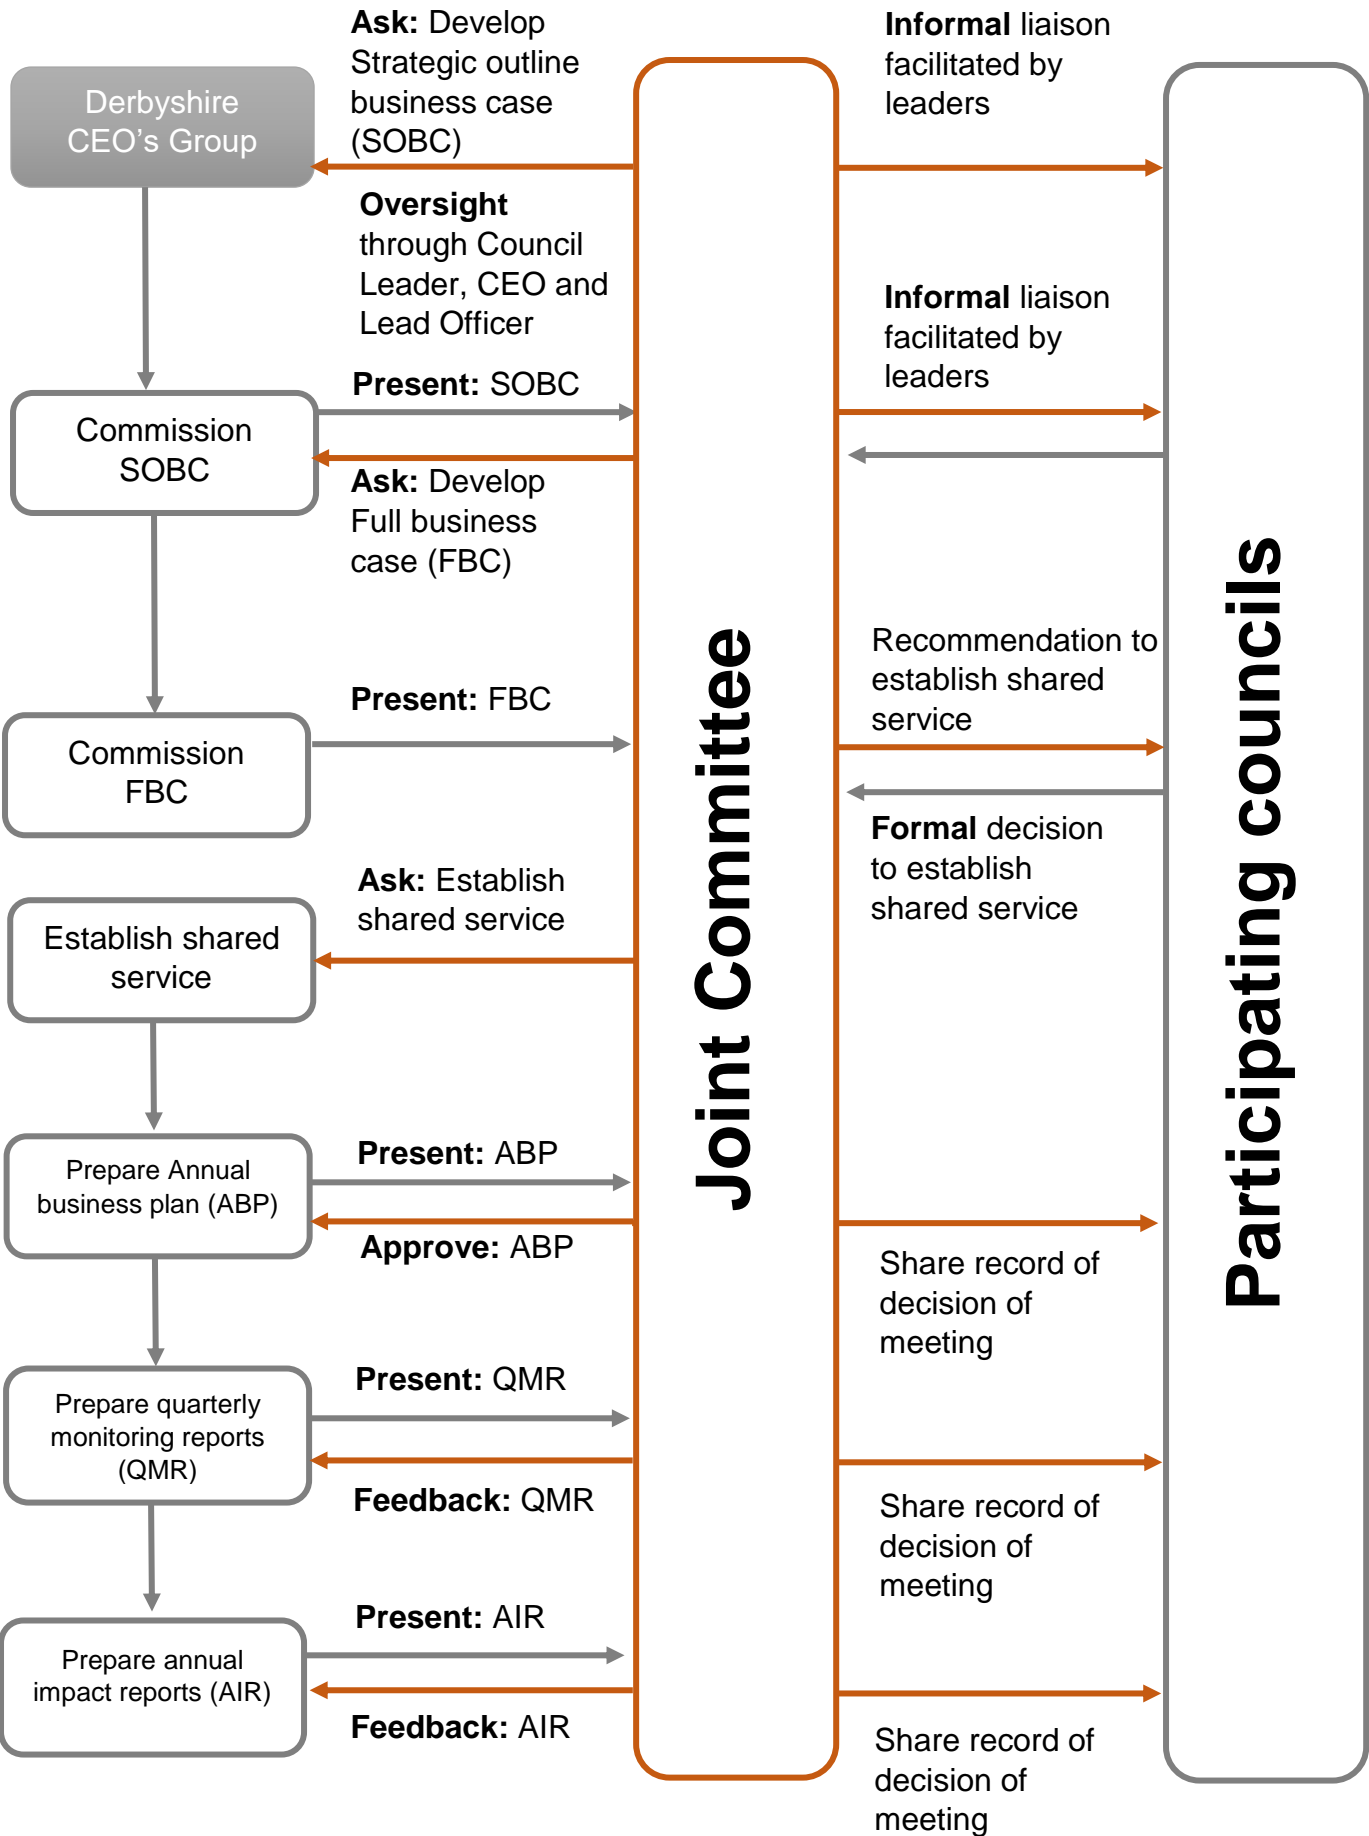 Ask: Develop
Strategic outline
business case
(SOBC)
Informal liaison
facilitated by
leaders
Derbyshire
CEO's Group
Oversight
through Council
Leader, CEO and
Lead Officer
Informal liaison
facilitated by
leaders
Present: SOBC
Commission
SOBC
Ask: Develop
Full business
case (FBC)
Joint Committee
Participating councils
Recommendation to
establish shared
service
Present: FBC
Commission
FBC
Formal decision
to establish
shared service
Ask: Establish
shared service
Establish shared
service
Present: ABP
Prepare Annual
business plan (ABP)
Approve: ABP
Share record of
decision of
meeting
Present: QMR
Prepare quarterly
monitoring reports
(QMR)
Feedback: QMR
Share record of
decision of
meeting
Present: AIR
Prepare annual
impact reports (AIR)
Feedback: AIR
Share record of
decision of
meeting